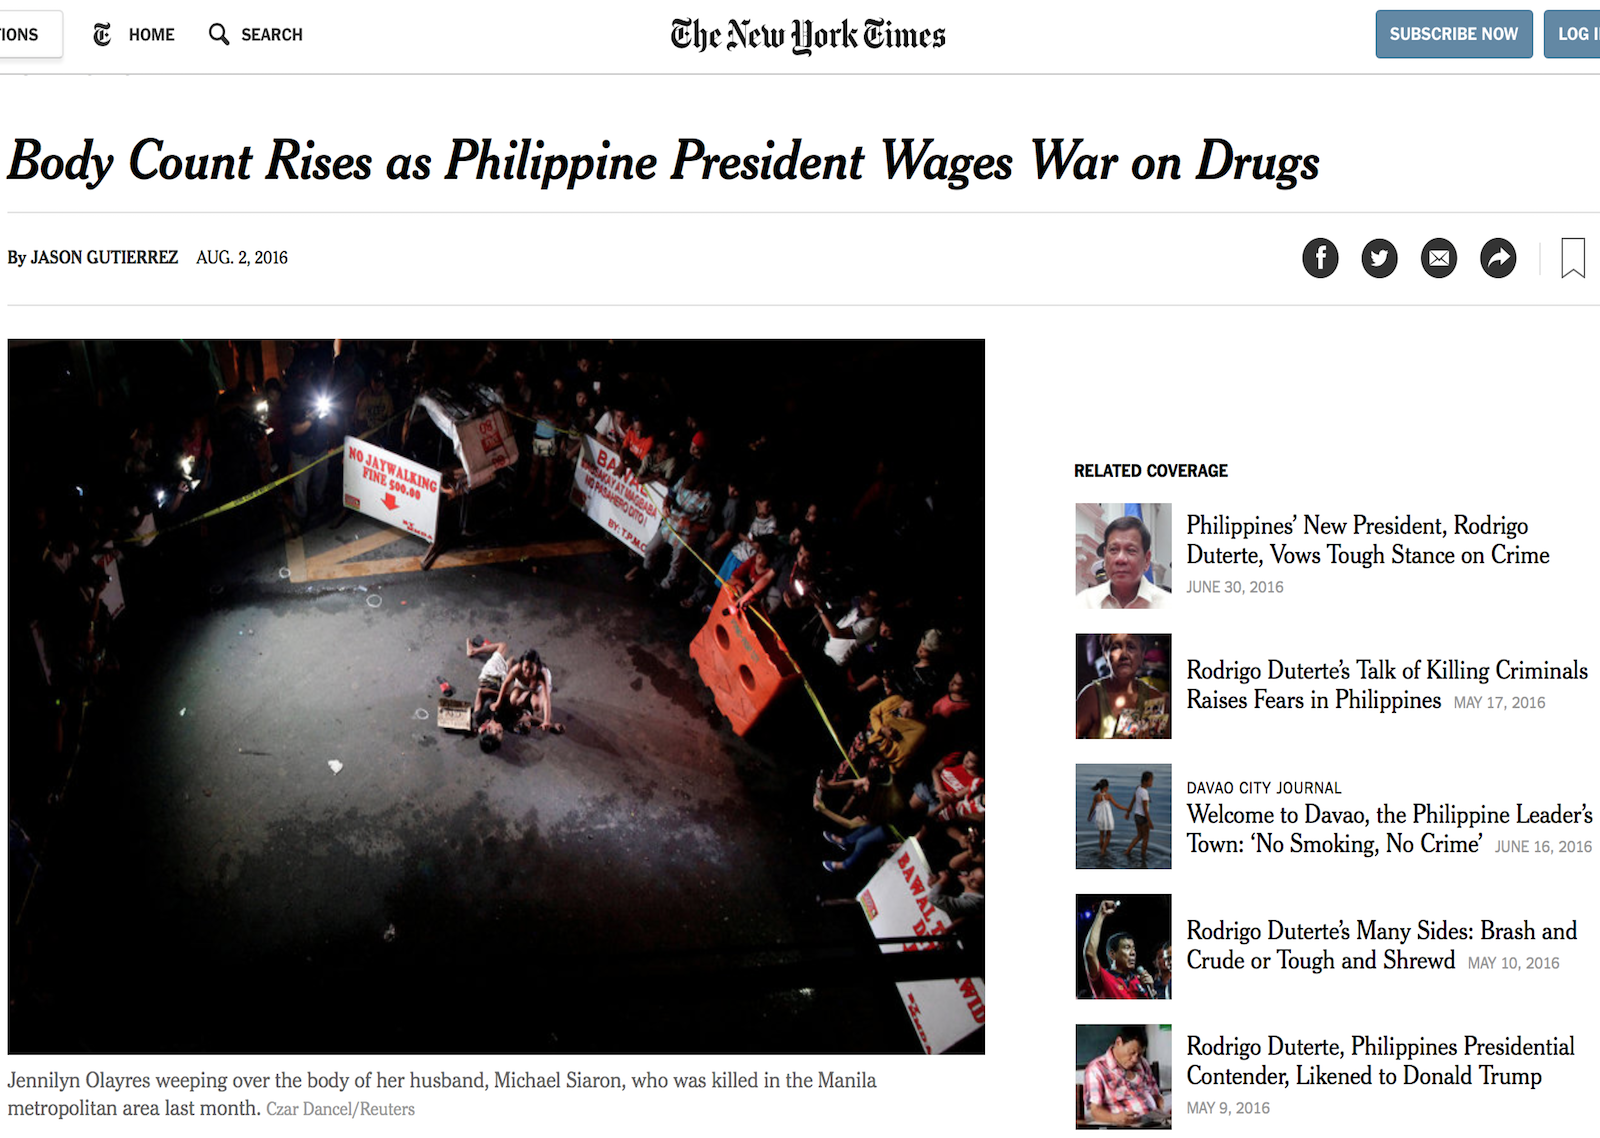 IONS
HOME
SEARCH
The New York Times
SUBSCRIBE NOW
LOG I
Body Count Rises as Philippine President Wages War on Drugs
By JASON GUTIERREZ AUG. 2, 2016
NO JAYWALKING
FINE 500.00
BAWAL
NO PASAHERO DITO!
BY: T.P.M.O
BAWAL T
Jennilyn Olayres weeping over the body of her husband, Michael Siaron, who was killed in the Manila
metropolitan area last month. Czar Dancel/Reuters
RELATED COVERAGE
Philippines’ New President, Rodrigo
Duterte, Vows Tough Stance on Crime
JUNE 30, 2016
Rodrigo Duterte’s Talk of Killing Criminals
Raises Fears in Philippines MAY 17, 2016
DAVAO CITY JOURNAL
Welcome to Davao, the Philippine Leader’s
Town: ‘No Smoking, No Crime’ JUNE 16, 2016
Rodrigo Duterte’s Many Sides: Brash and
Crude or Tough and Shrewd MAY 10, 2016
Rodrigo Duterte, Philippines Presidential
Contender, Likened to Donald Trump
MAY 9, 2016